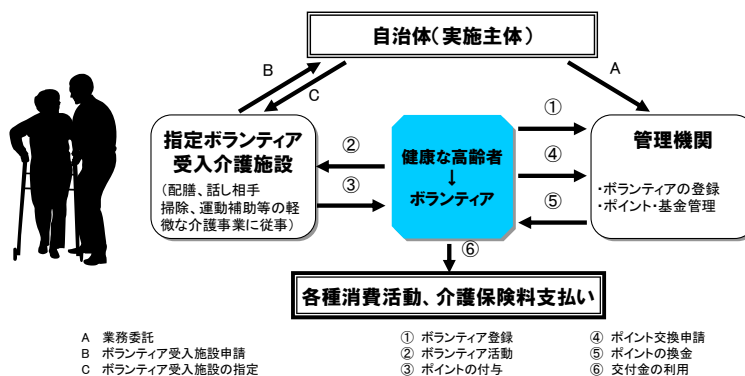 自治体（実施主体）
B
C
A
指定ボランティア
受入介護施設
（配膳、話し相手
掃除、運動補助等の軽
微な介護事業に従事）
②
③
健康な高齢者
↓
ボランティア
①
④
⑤
管理機関
・ボランティアの登録
・ポイント・基金管理
⑥
各種消費活動、介護保険料支払い
A 業務委託
B ボランティア受入施設申請
C ボランティア受入施設の指定
① ボランティア登録
② ボランティア活動
③ ポイントの付与
④ ポイント交換申請
⑤ ポイントの換金
⑥ 交付金の利用